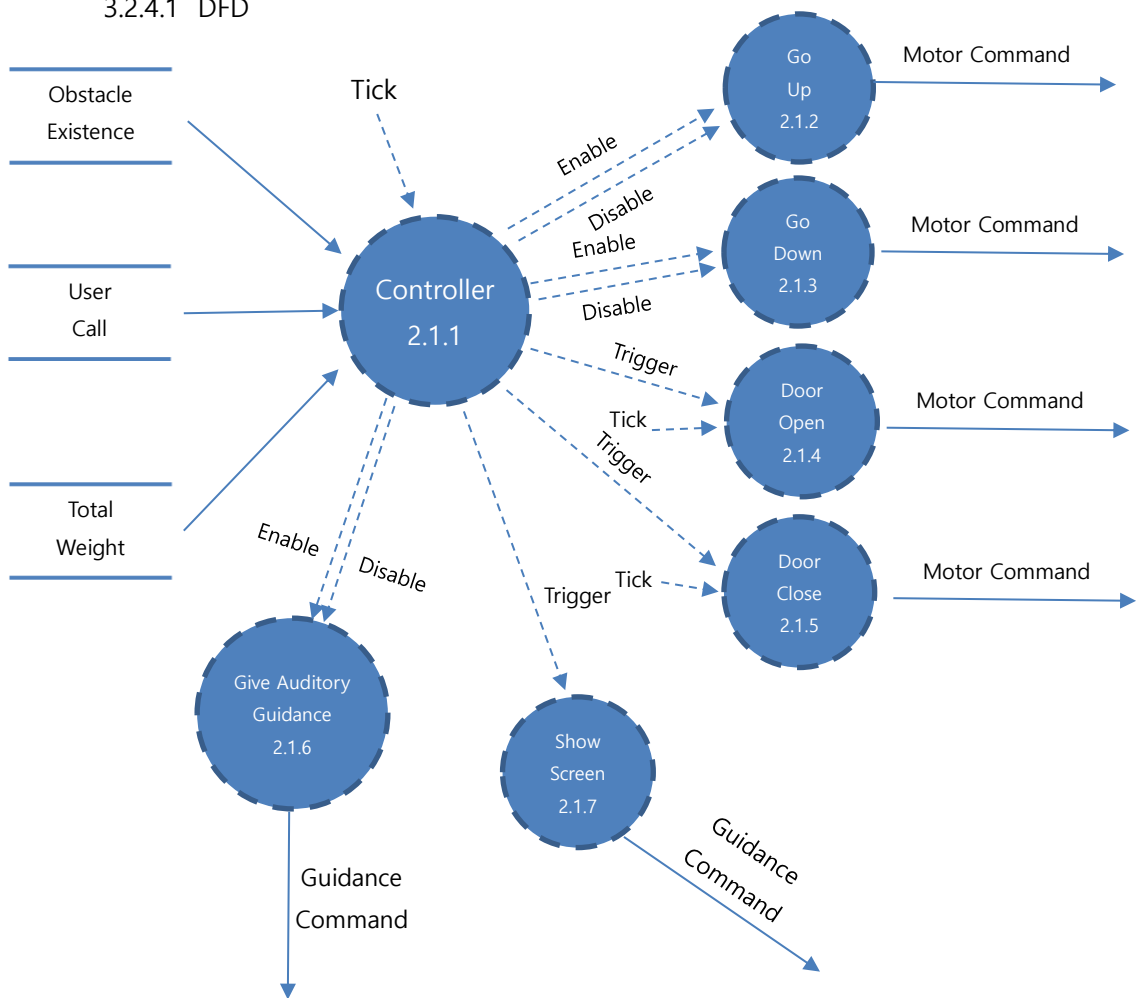 3.2.4.1 DFD
Obstacle
Existence
Tick
Go
Up
2.1.2
Motor Command
Enable
Disable
User
Call
Controller
2.1.1
Enable
Disable
Go
Down
2.1.3
Motor Command
Trigger
Tick
Door
Open
2.1.4
Motor Command
Total
Weight
Trigger
Tick
Door
Close
2.1.5
Motor Command
Enable
Disable
Trigger
Give Auditory
Guidance
2.1.6
Show
Screen
2.1.7
Guidance
Command
Guidance
Command